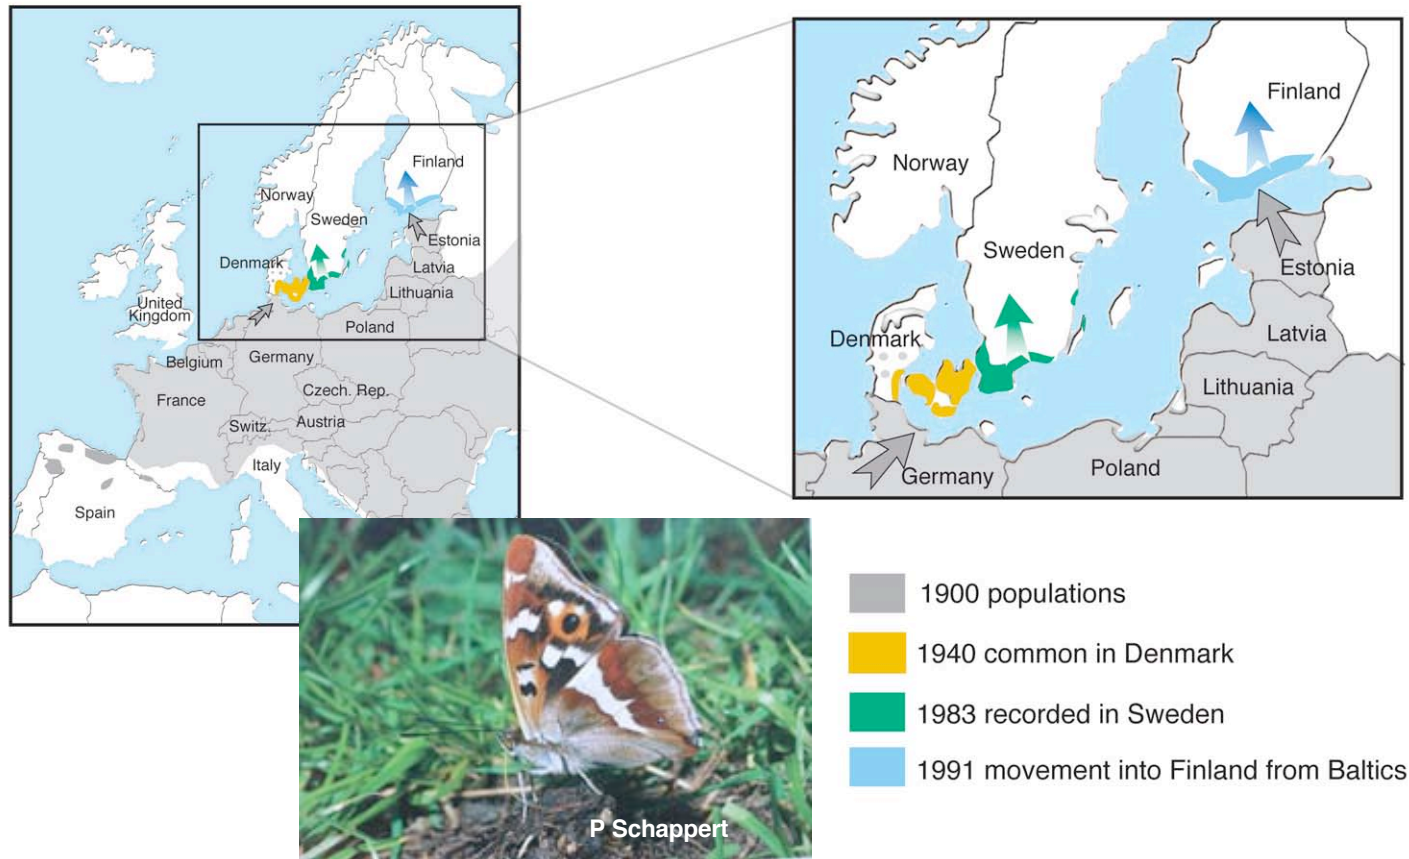 Finland
Norway
Sweden
Estonia
Denmark
Latvia
Lithuania
United
Kingdom
Poland
Belgium
Germany
Czech. Rep.
France
Switz.
Austria
Italy
Spain
Finland
Norway
Sweden
Estonia
Denmark
Latvia
Lithuania
Poland
Germany
1900 populations
1940 common in Denmark
1983 recorded in Sweden
1991 movement into Finland from Baltics
P Schappert